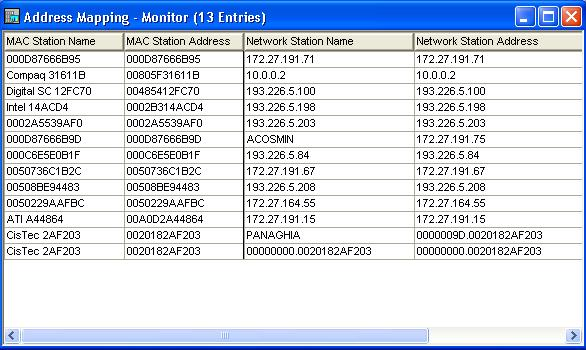 Address Mapping - Monitor (13 Entries)
MAC Station Name MAC Station Address Network Station Name Network Station Address
000D87666B95 000D87666B95 172.27.191.71 172.27.191.71
Compaq 31611B 00805F31611B 10.0.0.2 10.0.0.2
Digital SC 12FC70 00485412FC70 193.226.5.100 193.226.5.100
Intel 14ACD4 0002B314ACD4 193.226.5.198 193.226.5.198
0002A5539AF0 0002A5539AF0 193.226.5.203 193.226.5.203
000D87666B9D 000D87666B9D ACOSMIN 172.27.191.75
000C6E5E0B1F 000C6E5E0B1F 193.226.5.84 193.226.5.84
0050736C1B2C 0050736C1B2C 172.27.191.67 172.27.191.67
00508BE94483 00508BE94483 193.226.5.208 193.226.5.208
0050229AAFBC 0050229AAFBC 172.27.164.55 172.27.164.55
ATI A44864 00A0D2A44864 172.27.191.15 172.27.191.15
CisTec 2AF203 0020182AF203 PANAGHIA 0000009D.0020182AF203
CisTec 2AF203 0020182AF203 00000000.0020182AF203 00000000.0020182AF203